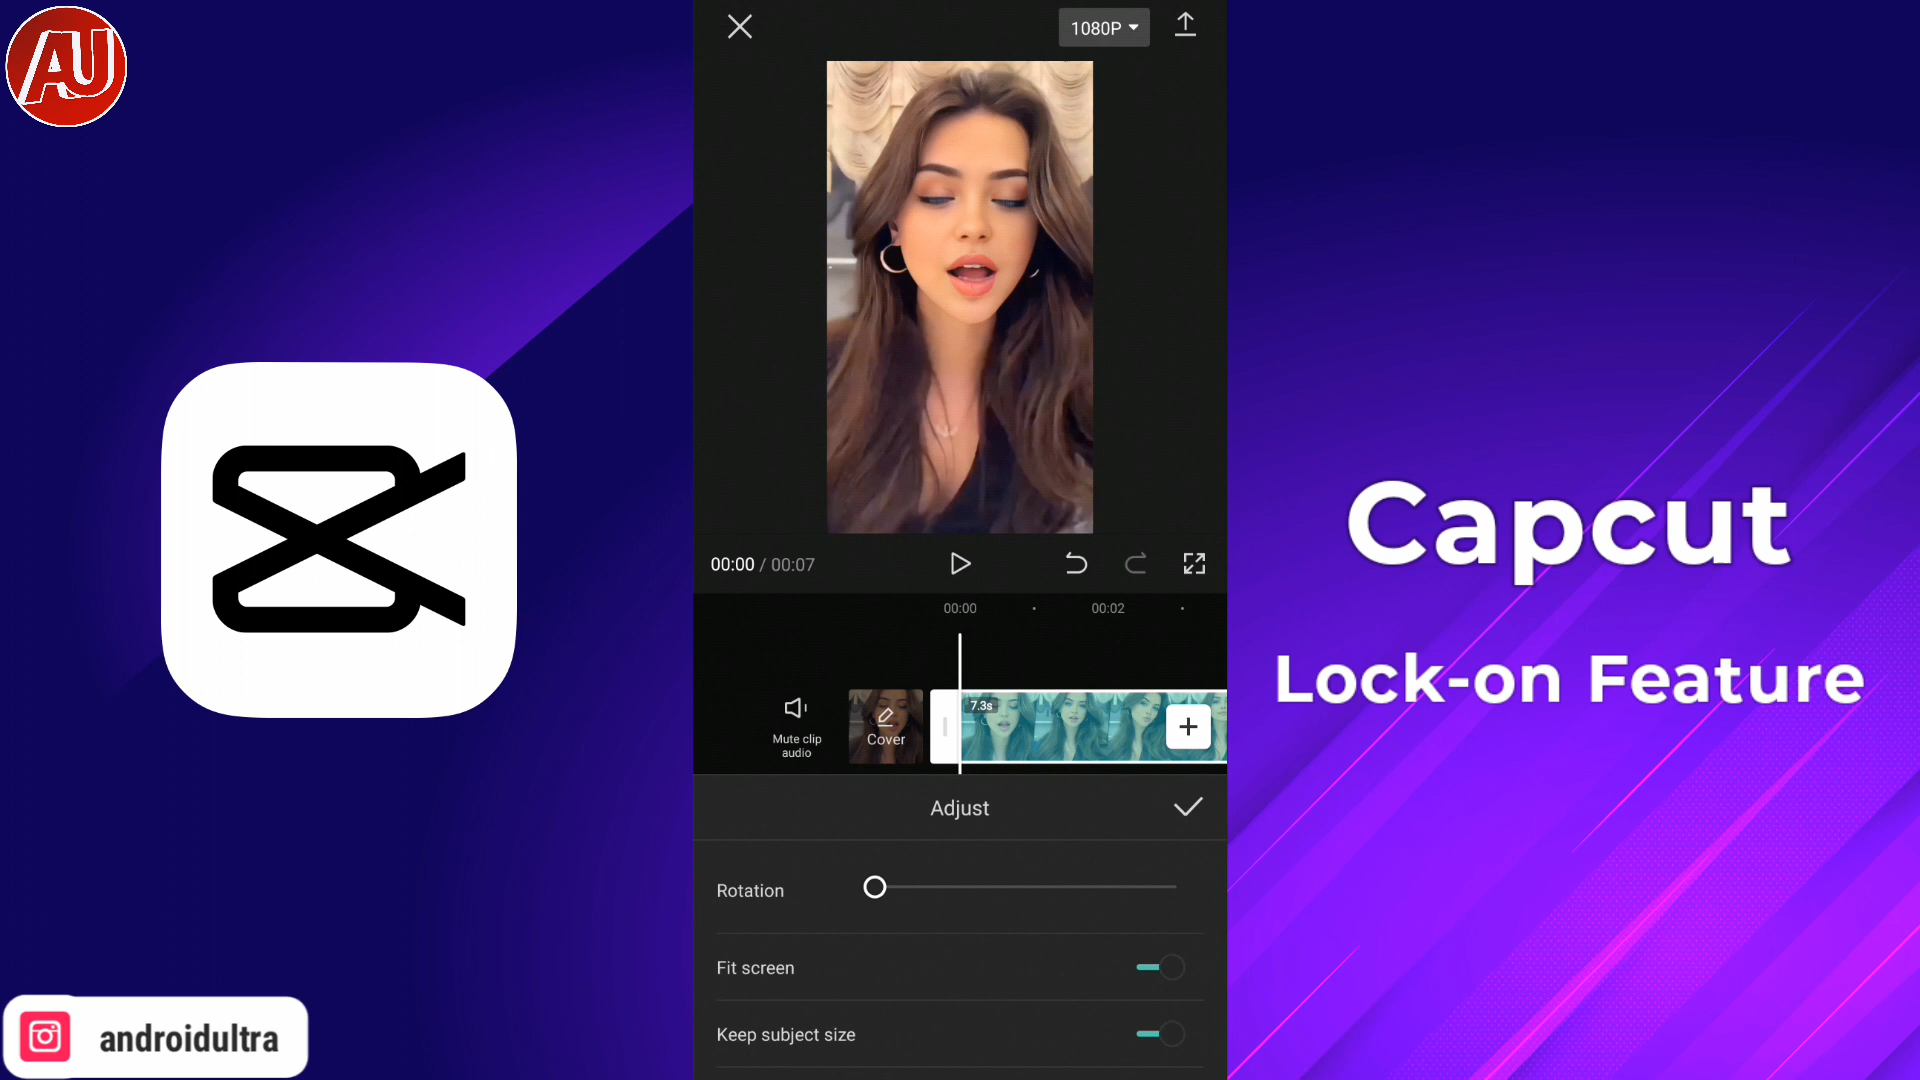 AU
1080P
00:00 / 00:07
00:00
00:02
Mute clip
audio
Cover
7.3s
Adjust
Rotation
Fit screen
Keep subject size
Capcut
Lock-on Feature
androidultra